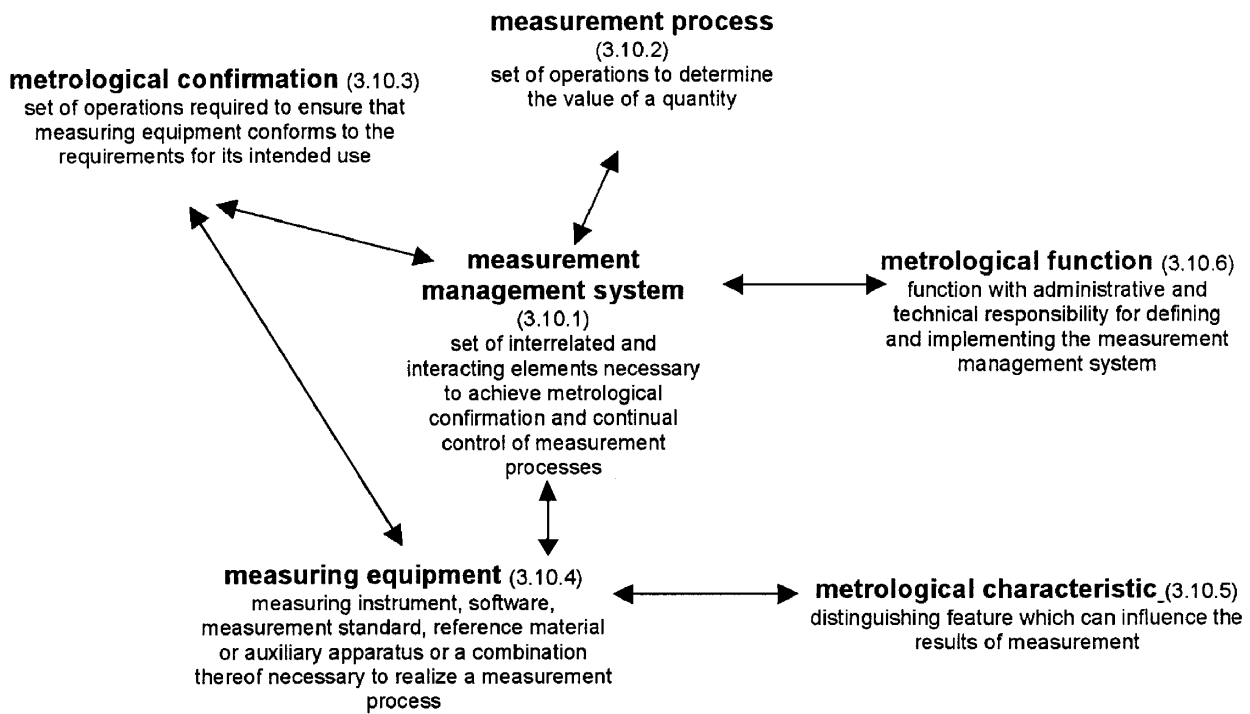 measurement process
(3.10.2)
set of operations to determine
the value of a quantity
metrological confirmation (3.10.3)
set of operations required to ensure that
measuring equipment conforms to the
requirements for its intended use
measurement
management system
(3.10.1)
set of interrelated and
interacting elements necessary
to achieve metrological
confirmation and continual
control of measurement
processes
metrological function (3.10.6)
function with administrative and
technical responsibility for defining
and implementing the measurement
management system
measuring equipment (3.10.4)
measuring instrument, software,
measurement standard, reference material
or auxiliary apparatus or a combination
thereof necessary to realize a measurement
process
metrological characteristic (3.10.5)
distinguishing feature which can influence the
results of measurement